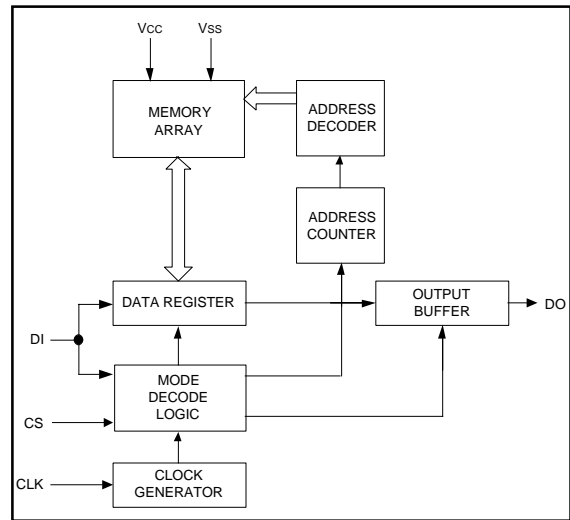 Vcc Vss
MEMORY
ARRAY
ADDRESS
DECODER
ADDRESS
COUNTER
DATA REGISTER
OUTPUT
BUFFER
DO
DI
MODE
DECODE
LOGIC
CS
CLK
CLOCK
GENERATOR